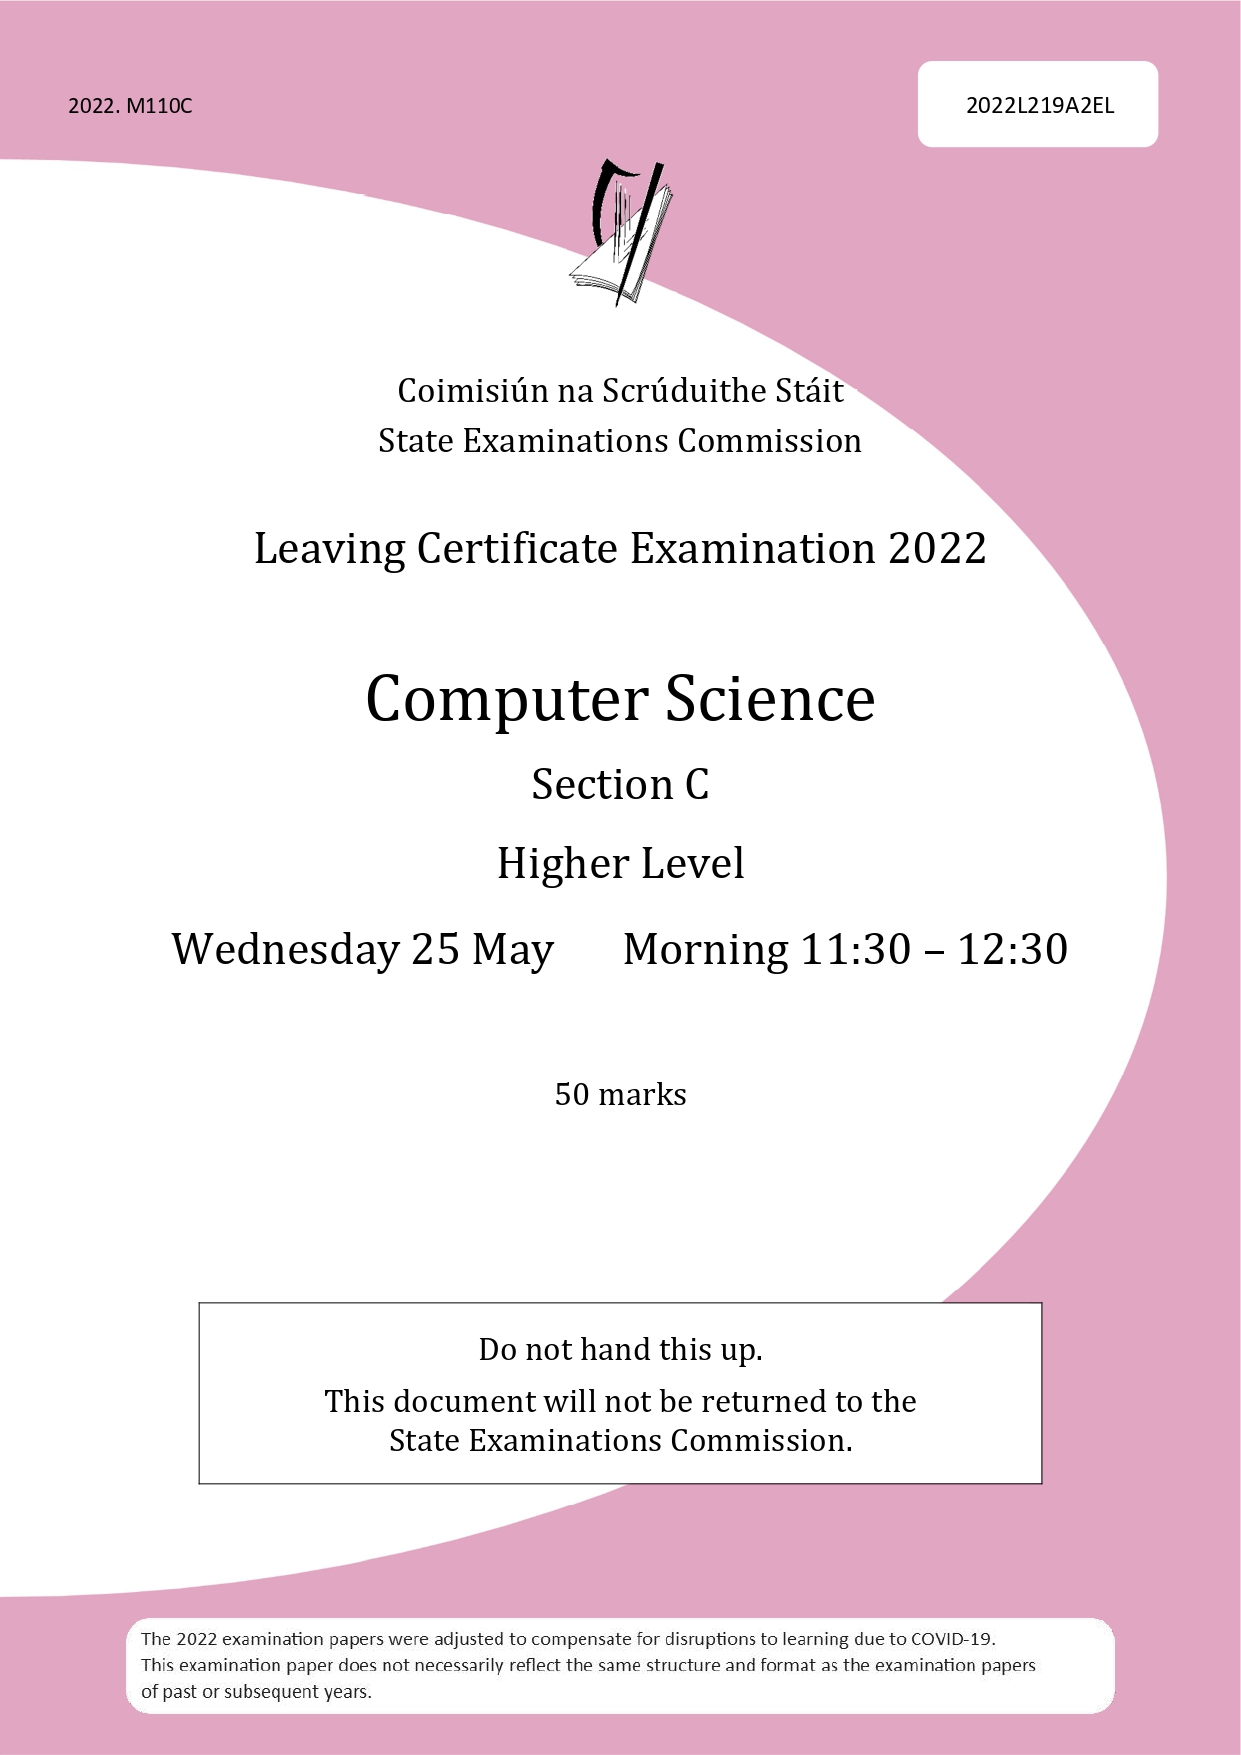 2022. M110C
2022L219A2EL
Coimisiún na Scrúduithe Stáit
State Examinations Commission
Leaving Certificate Examination 2022
Computer Science
Section C
Higher Level
Wednesday 25 May Morning 11:30 – 12:30
50 marks
Do not hand this up.
This document will not be returned to the
State Examinations Commission.
The 2022 examination papers were adjusted to compensate for disruptions to learning due to COVID-19.
This examination paper does not necessarily reflect the same structure and format as the examination papers
of past or subsequent years.